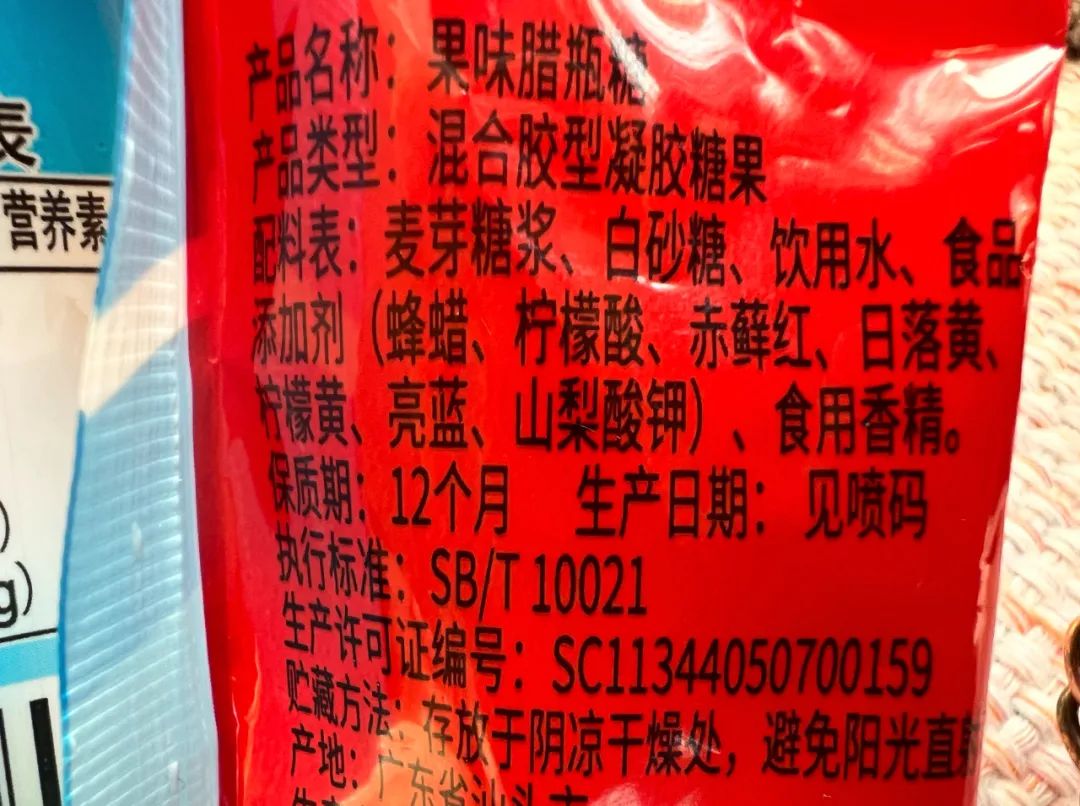 表
营养素
)
g)
产品名称：果味腊瓶糖
产品类型：混合胶型凝胶糖果
配料表：麦芽糖浆、白砂糖、饮用水、食品
添加剂（蜂蜡、柠檬酸、赤藓红、日落黄、
柠檬黄、亮蓝、山梨酸钾）、食用香精。
保质期：12个月 生产日期：见喷码
执行标准：SB/T 10021
生产许可证编号：SC11344050700159
贮藏方法：存放于阴凉干燥处，避免阳光直射
产地：广东省汕头市